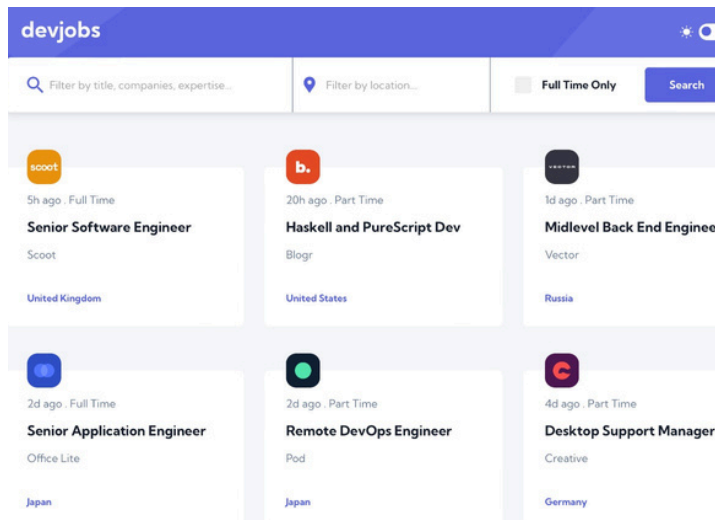 devjobs
Filter by title, companies, expertise...
Filter by location...
Full Time Only
Search
scoot
5h ago . Full Time
Senior Software Engineer
Scoot
United Kingdom
b.
20h ago . Part Time
Haskell and PureScript Dev
Blogr
United States
VECTOR
1d ago . Part Time
Midlevel Back End Enginee
Vector
Russia
2d ago . Full Time
Senior Application Engineer
Office Lite
Japan
2d ago . Part Time
Remote DevOps Engineer
Pod
Japan
4d ago . Part Time
Desktop Support Manager
Creative
Germany